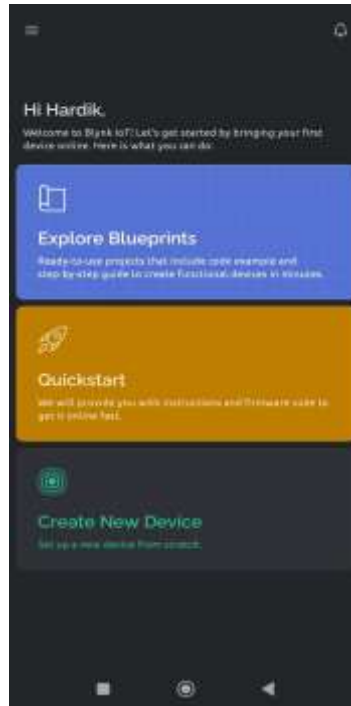 Hi Hardik,
Welcome to Blynk IoT! Let's get started by bringing your first
device online. Here is what you can do:
Explore Blueprints
Ready-to-use projects that include code example and
step-by-step guide to create functional devices in minutes.
Quickstart
We will provide you with instructions and firmware code to
get it online fast.
Create New Device
Set up a new device from scratch.